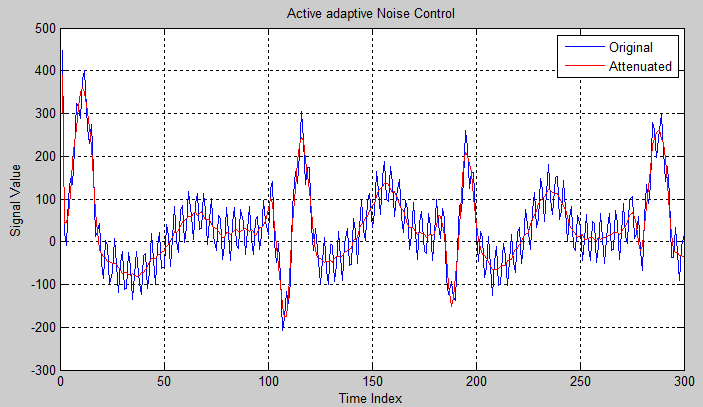 Active adaptive Noise Control
Original
Attenuated
Signal Value
500
400
300
200
100
0
-100
-200
-300
0 50 100 150 200 250 300
Time Index